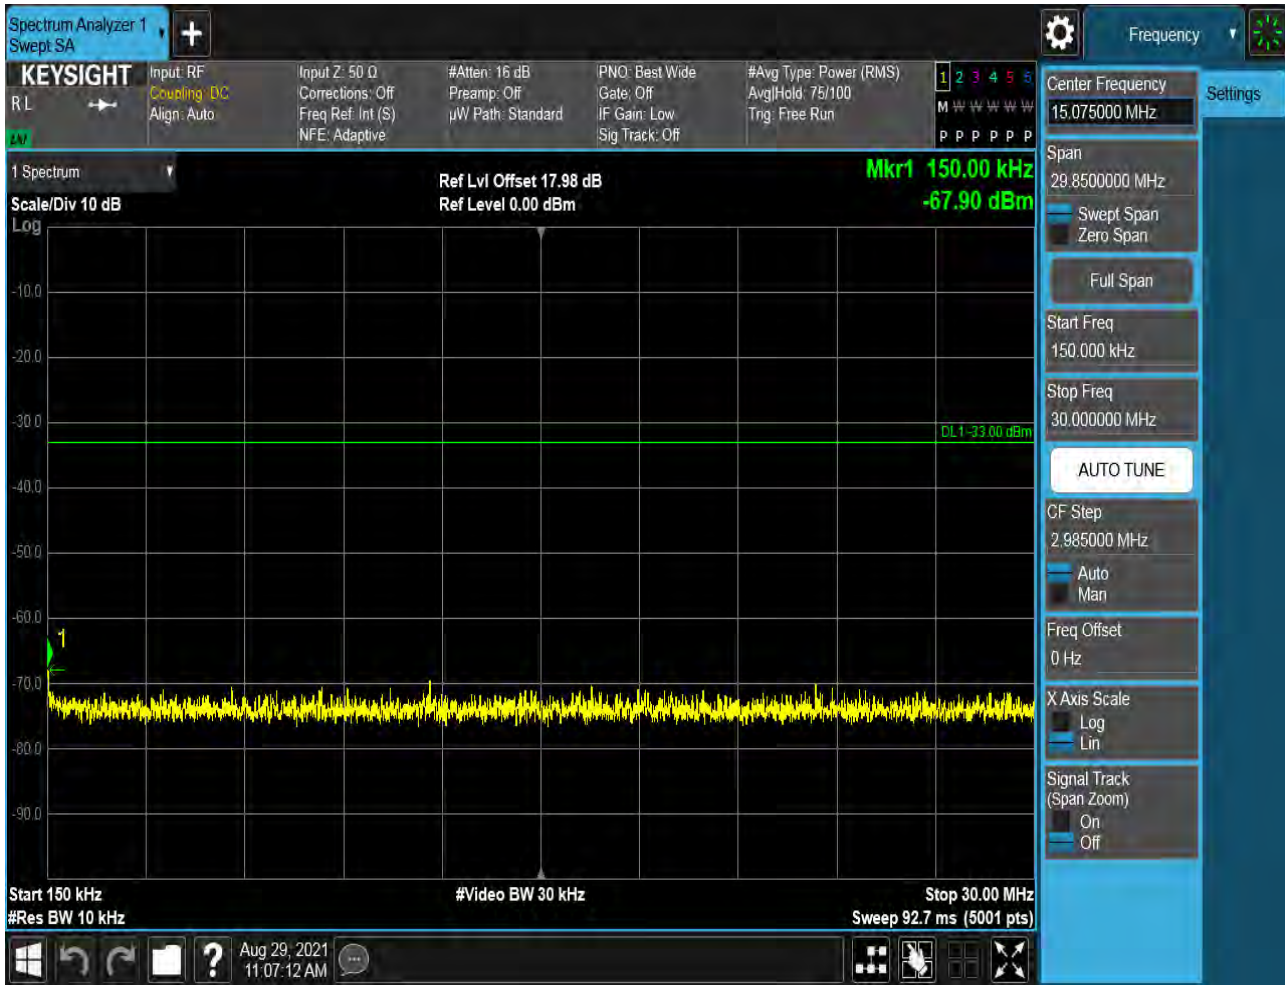 Spectrum Analyzer 1
Swept SA
Frequency
KEYSIGHT
R L
LNI
Input: RF
Coupling: DC
Align: Auto
Input Z: 50 Ω
Corrections: Off
Freq Ref: Int (S)
NFE: Adaptive
#Atten: 16 dB
Preamp: Off
µW Path: Standard
PNO: Best Wide
Gate: Off
IF Gain: Low
Sig Track: Off
#Avg Type: Power (RMS)
Avg|Hold: 75/100
Trig: Free Run
1 2 3 4 5 6
M W W W W W
P P P P P P
1 Spectrum
Scale/Div 10 dB
Log
Ref Lvl Offset 17.98 dB
Ref Level 0.00 dBm
Mkr1 150.00 kHz
-67.90 dBm
-10.0
-20.0
-30.0
DL1 -33.00 dBm
-40.0
-50.0
-60.0
1
-70.0
-80.0
-90.0
Start 150 kHz
#Res BW 10 kHz
#Video BW 30 kHz
Stop 30.00 MHz
Sweep 92.7 ms (5001 pts)
Center Frequency
15.075000 MHz
Settings
Span
29.8500000 MHz
Swept Span
Zero Span
Full Span
Start Freq
150.000 kHz
Stop Freq
30.000000 MHz
AUTO TUNE
CF Step
2.985000 MHz
Auto
Man
Freq Offset
0 Hz
X Axis Scale
Log
Lin
Signal Track
(Span Zoom)
On
Off
?
Aug 29, 2021
11:07:12 AM